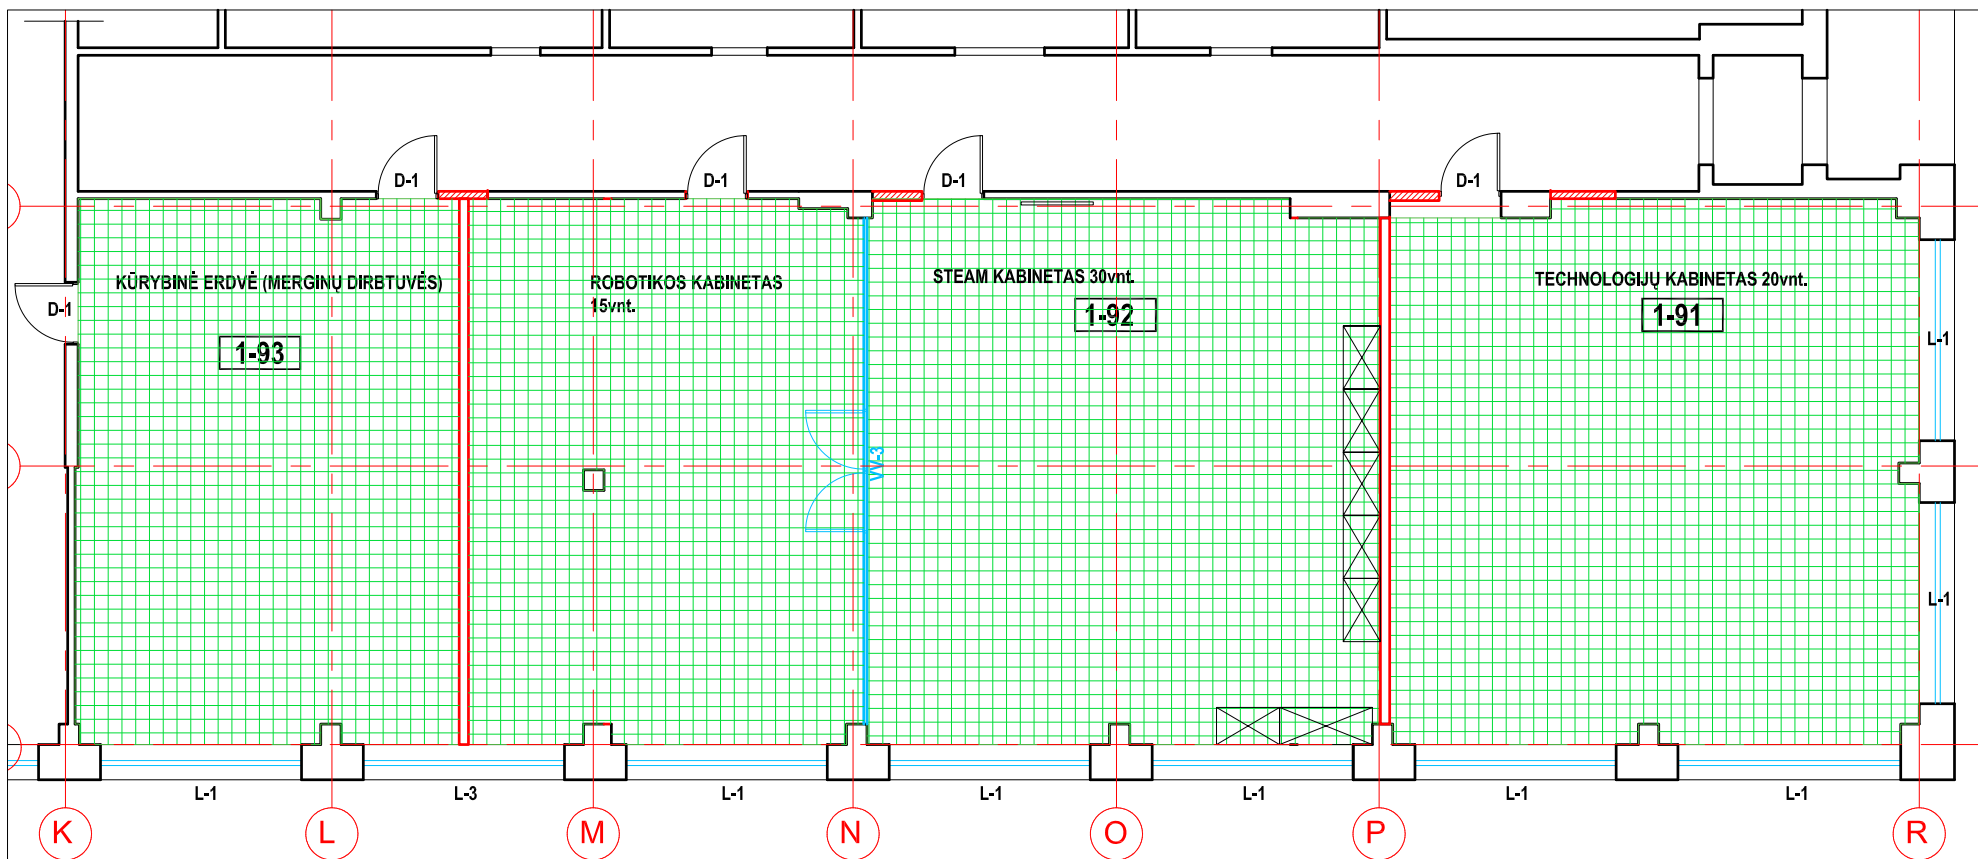 D-1
D-1
D-1
D-1
KŪRYBINĖ ERDVĖ (MERGINŲ DIRBTUVĖS)
ROBOTIKOS KABINETAS
15vnt.
STEAM KABINETAS 30vnt.
TECHNOLOGIJŲ KABINETAS 20vnt.
D-1
1-93
1-92
1-91
L-1
VV-3
L-1
L-1
L-3
L-1
L-1
L-1
L-1
L-1
K
L
M
N
O
P
R